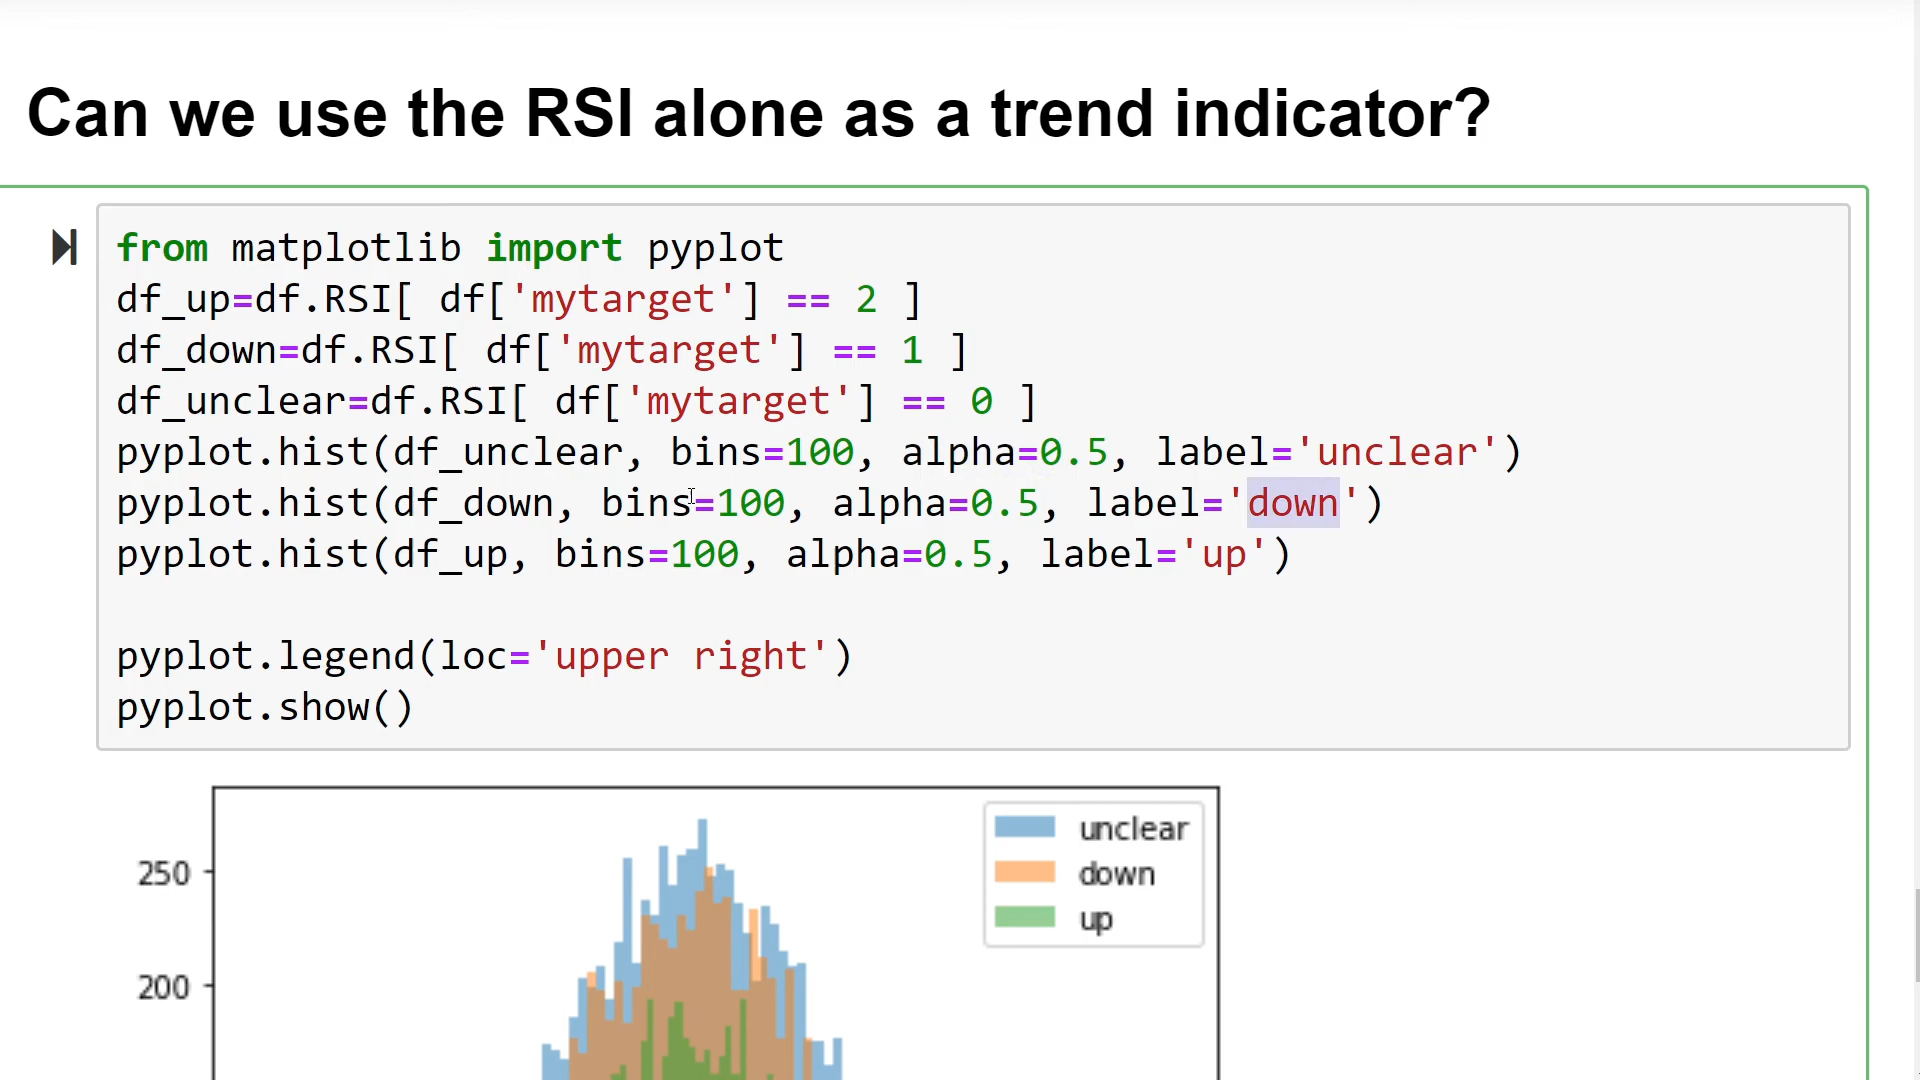 Can we use the RSI alone as a trend indicator?
from matplotlib import pyplot
df_up=df.RSI[ df['mytarget'] == 2 ]
df_down=df.RSI[ df['mytarget'] == 1 ]
df_unclear=df.RSI[ df['mytarget'] == 0 ]
pyplot.hist(df_unclear, bins=100, alpha=0.5, label='unclear')
pyplot.hist(df_down, bins=100, alpha=0.5, label='down')
pyplot.hist(df_up, bins=100, alpha=0.5, label='up')
pyplot.legend(loc='upper right')
pyplot.show()
unclear
down
up
250
200